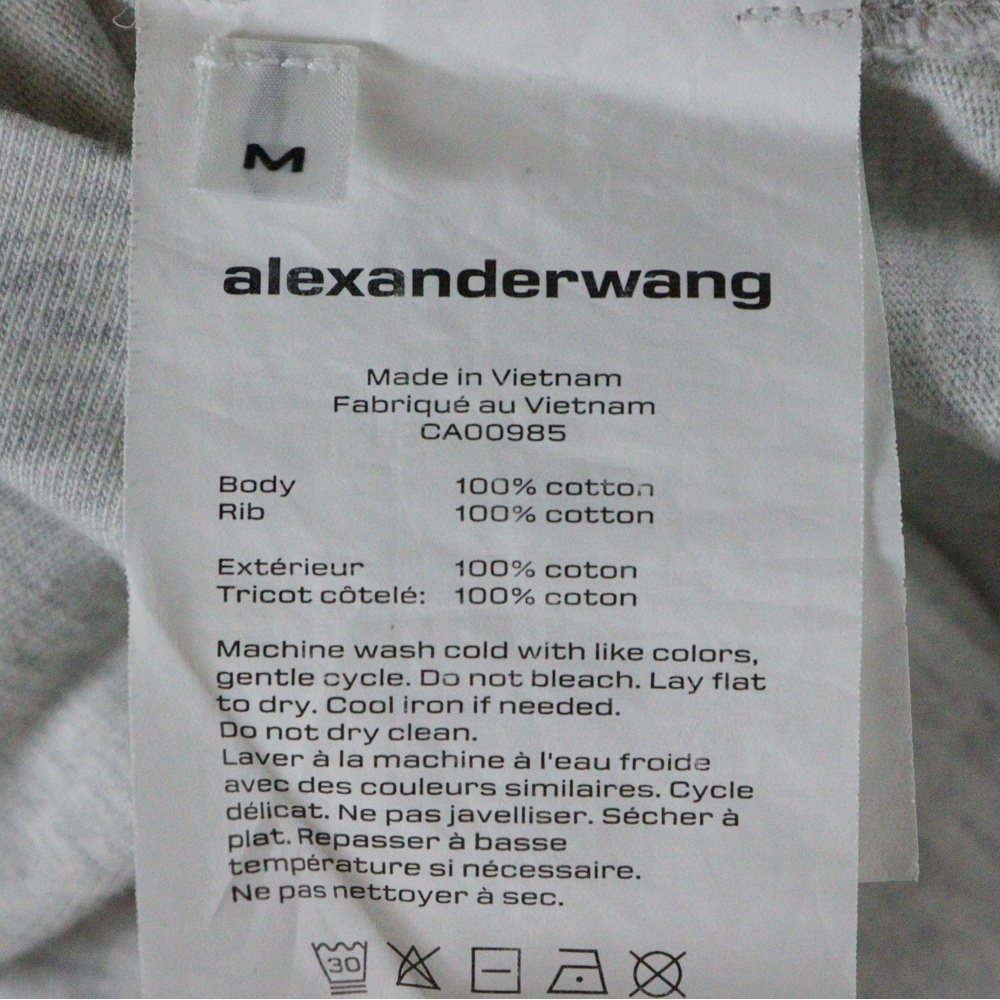 M
alexanderwang
Made in Vietnam
Fabriqué au Vietnam
CA00985
Body 100% cotton
Rib 100% cotton
Extérieur 100% coton
Tricot côtelé: 100% coton
Machine wash cold with like colors,
gentle cycle. Do not bleach. Lay flat
to dry. Cool iron if needed.
Do not dry clean.
Laver à la machine à l'eau froide
avec des couleurs similaires. Cycle
délicat. Ne pas javelliser. Sécher à
plat. Repasser à basse
température si nécessaire.
Ne pas nettoyer à sec.
30